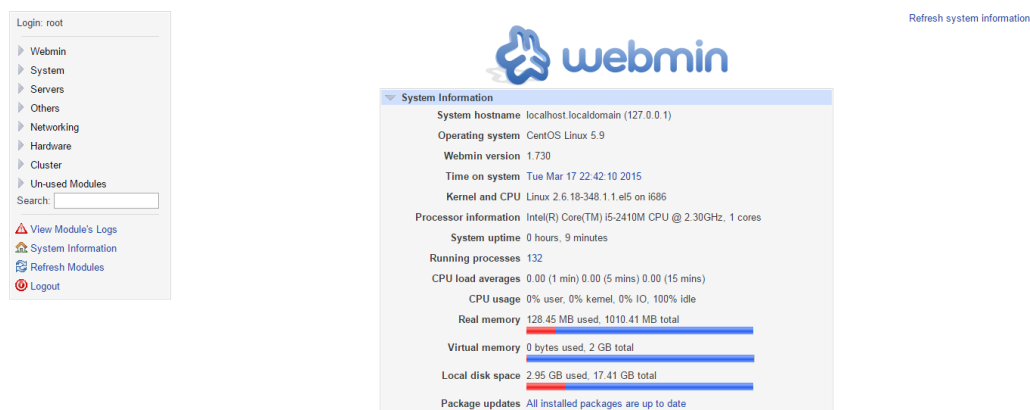 Login: root
Webmin
System
Servers
Others
Networking
Hardware
Cluster
Un-used Modules
Search:
View Module's Logs
System Information
Refresh Modules
Logout
webmin
Refresh system information
System Information
System hostname localhost.localdomain (127.0.0.1)
Operating system CentOS Linux 5.9
Webmin version 1.730
Time on system Tue Mar 17 22:42:10 2015
Kernel and CPU Linux 2.6.18-348.1.1.el5 on i686
Processor information Intel(R) Core(TM) i5-2410M CPU @ 2.30GHz, 1 cores
System uptime 0 hours, 9 minutes
Running processes 132
CPU load averages 0.00 (1 min) 0.00 (5 mins) 0.00 (15 mins)
CPU usage 0% user, 0% kernel, 0% IO, 100% idle
Real memory 128.45 MB used, 1010.41 MB total
Virtual memory 0 bytes used, 2 GB total
Local disk space 2.95 GB used, 17.41 GB total
Package updates All installed packages are up to date